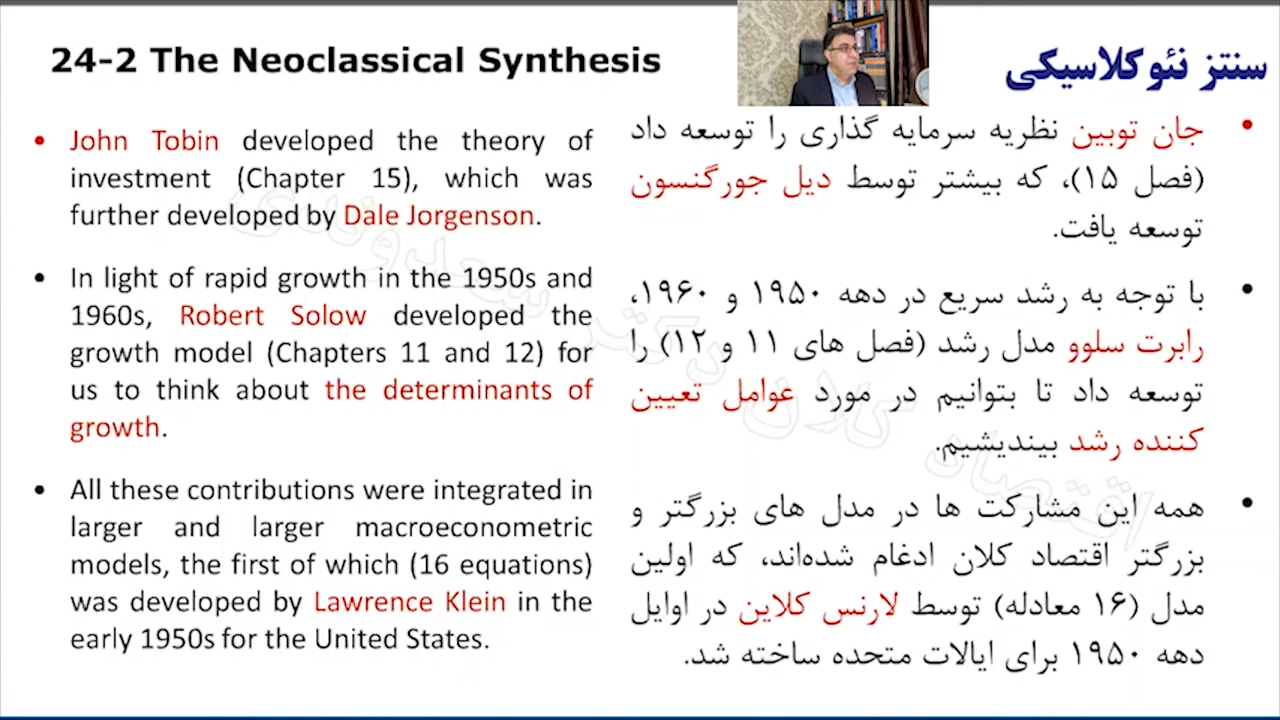 24-2 The Neoclassical Synthesis
سنتز نئوکلاسیکی
• John Tobin developed the theory of
investment (Chapter 15), which was
further developed by Dale Jorgenson.
• In light of rapid growth in the 1950s and
1960s, Robert Solow developed the
growth model (Chapters 11 and 12) for
us to think about the determinants of
growth.
• All these contributions were integrated in
larger and larger macroeconometric
models, the first of which (16 equations)
was developed by Lawrence Klein in the
early 1950s for the United States.
• جان توبین نظریه سرمایه گذاری را توسعه داد
(فصل ۱۵)، که بیشتر توسط دیل جورگنسون
توسعه یافت.
• با توجه به رشد سریع در دهه ۱۹۵۰ و ۱۹۶۰،
رابرت سلوو مدل رشد (فصل های ۱۱ و ۱۲) را
توسعه داد تا بتوانیم در مورد عوامل تعیین
کننده رشد بیندیشیم.
• همه این مشارکت ها در مدل های بزرگتر و
بزرگتر اقتصاد کلان ادغام شده‌اند، که اولین
مدل (۱۶ معادله) توسط لارنس کلاین در اوایل
دهه ۱۹۵۰ برای ایالات متحده ساخته شد.
اقتصاد کلان دکتر سعدوندی